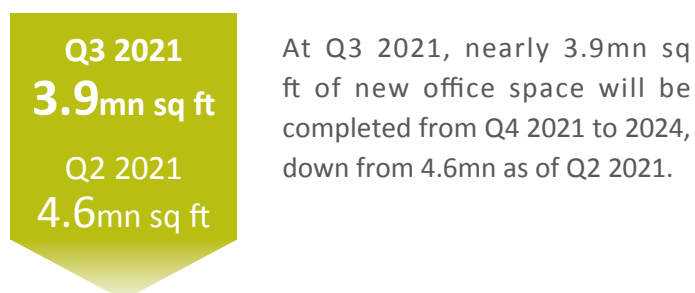 Q3 2021
3.9mn sq ft
Q2 2021
4.6mn sq ft
At Q3 2021, nearly 3.9mn sq
ft of new office space will be
completed from Q4 2021 to 2024,
down from 4.6mn as of Q2 2021.